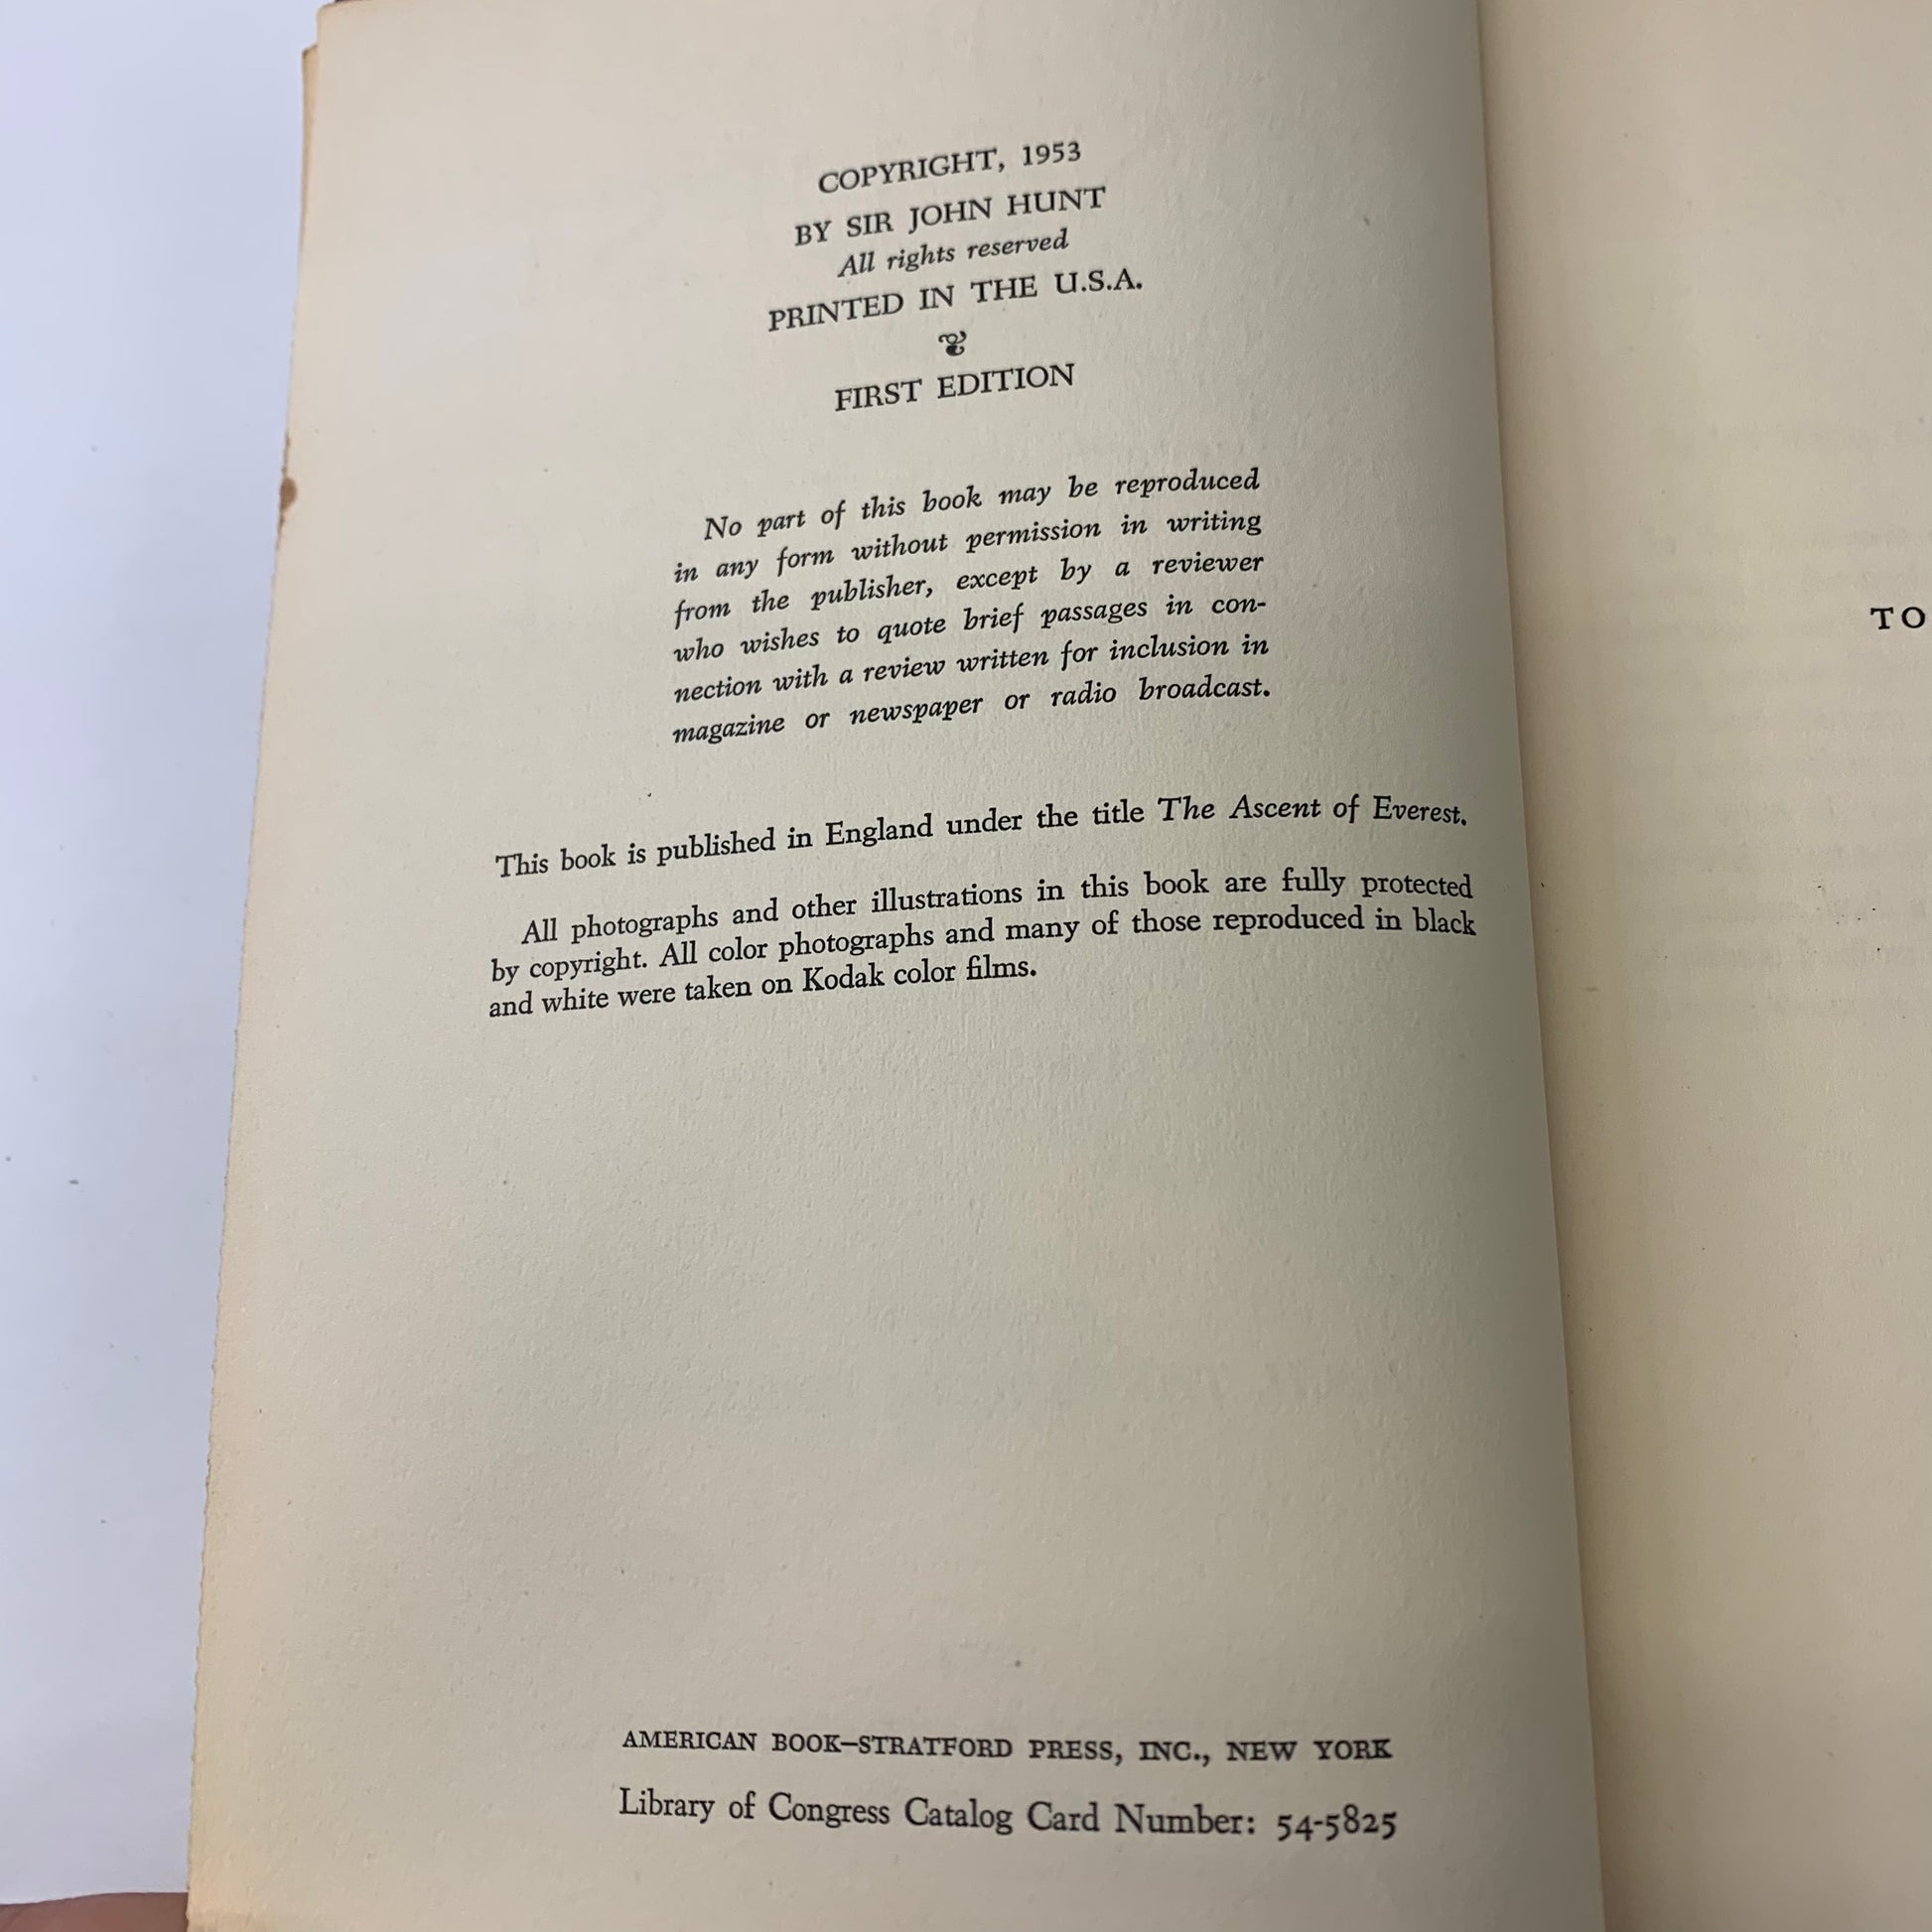 COPYRIGHT, 1953
BY SIR JOHN HUNT
All rights reserved
PRINTED IN THE U.S.A.
FIRST EDITION
No part of this book may be reproduced
in any form without permission in writing
from the publisher, except by a reviewer
who wishes to quote brief passages in con-
nection with a review written for inclusion in
magazine or newspaper or radio broadcast.
This book is published in England under the title The Ascent of Everest.
All photographs and other illustrations in this book are fully protected
by copyright. All color photographs and many of those reproduced in black
and white were taken on Kodak color films.
AMERICAN BOOK–STRATFORD PRESS, INC., NEW YORK
Library of Congress Catalog Card Number: 54-5825
TO